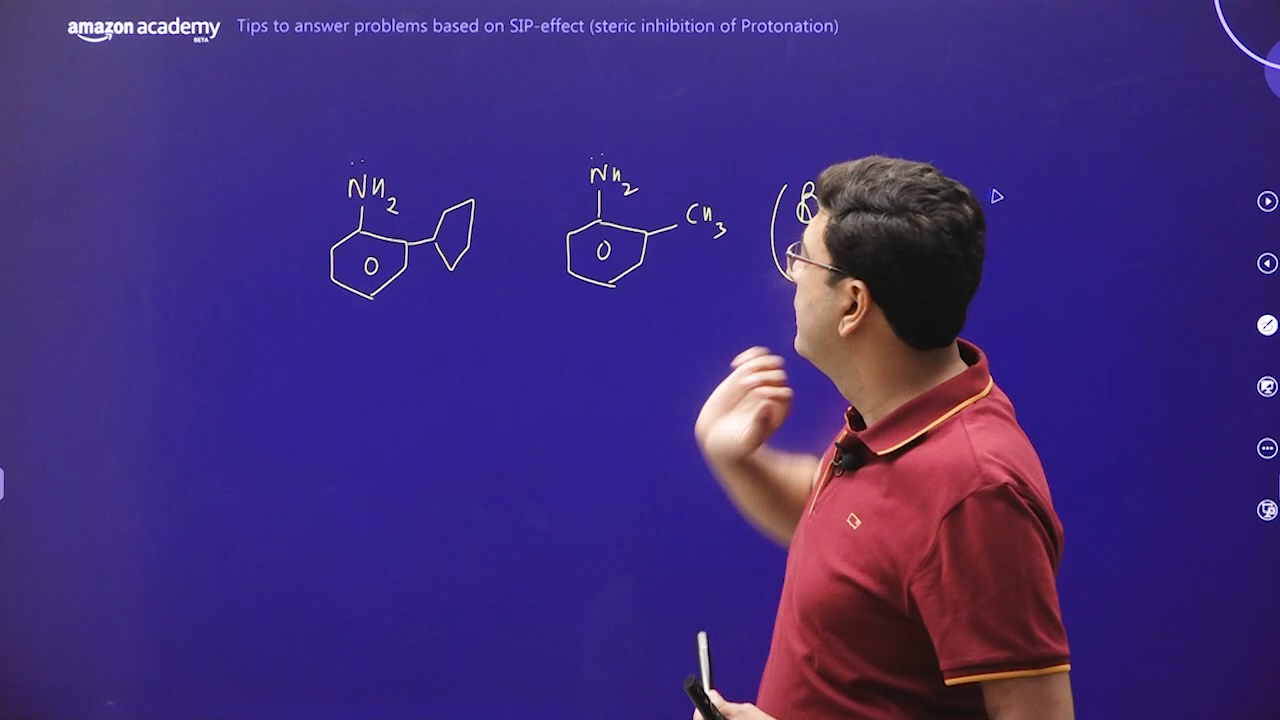 amazon academy
BETA
Tips to answer problems based on SIP-effect (steric inhibition of Protonation)
NH2
NH2
CH3
(B